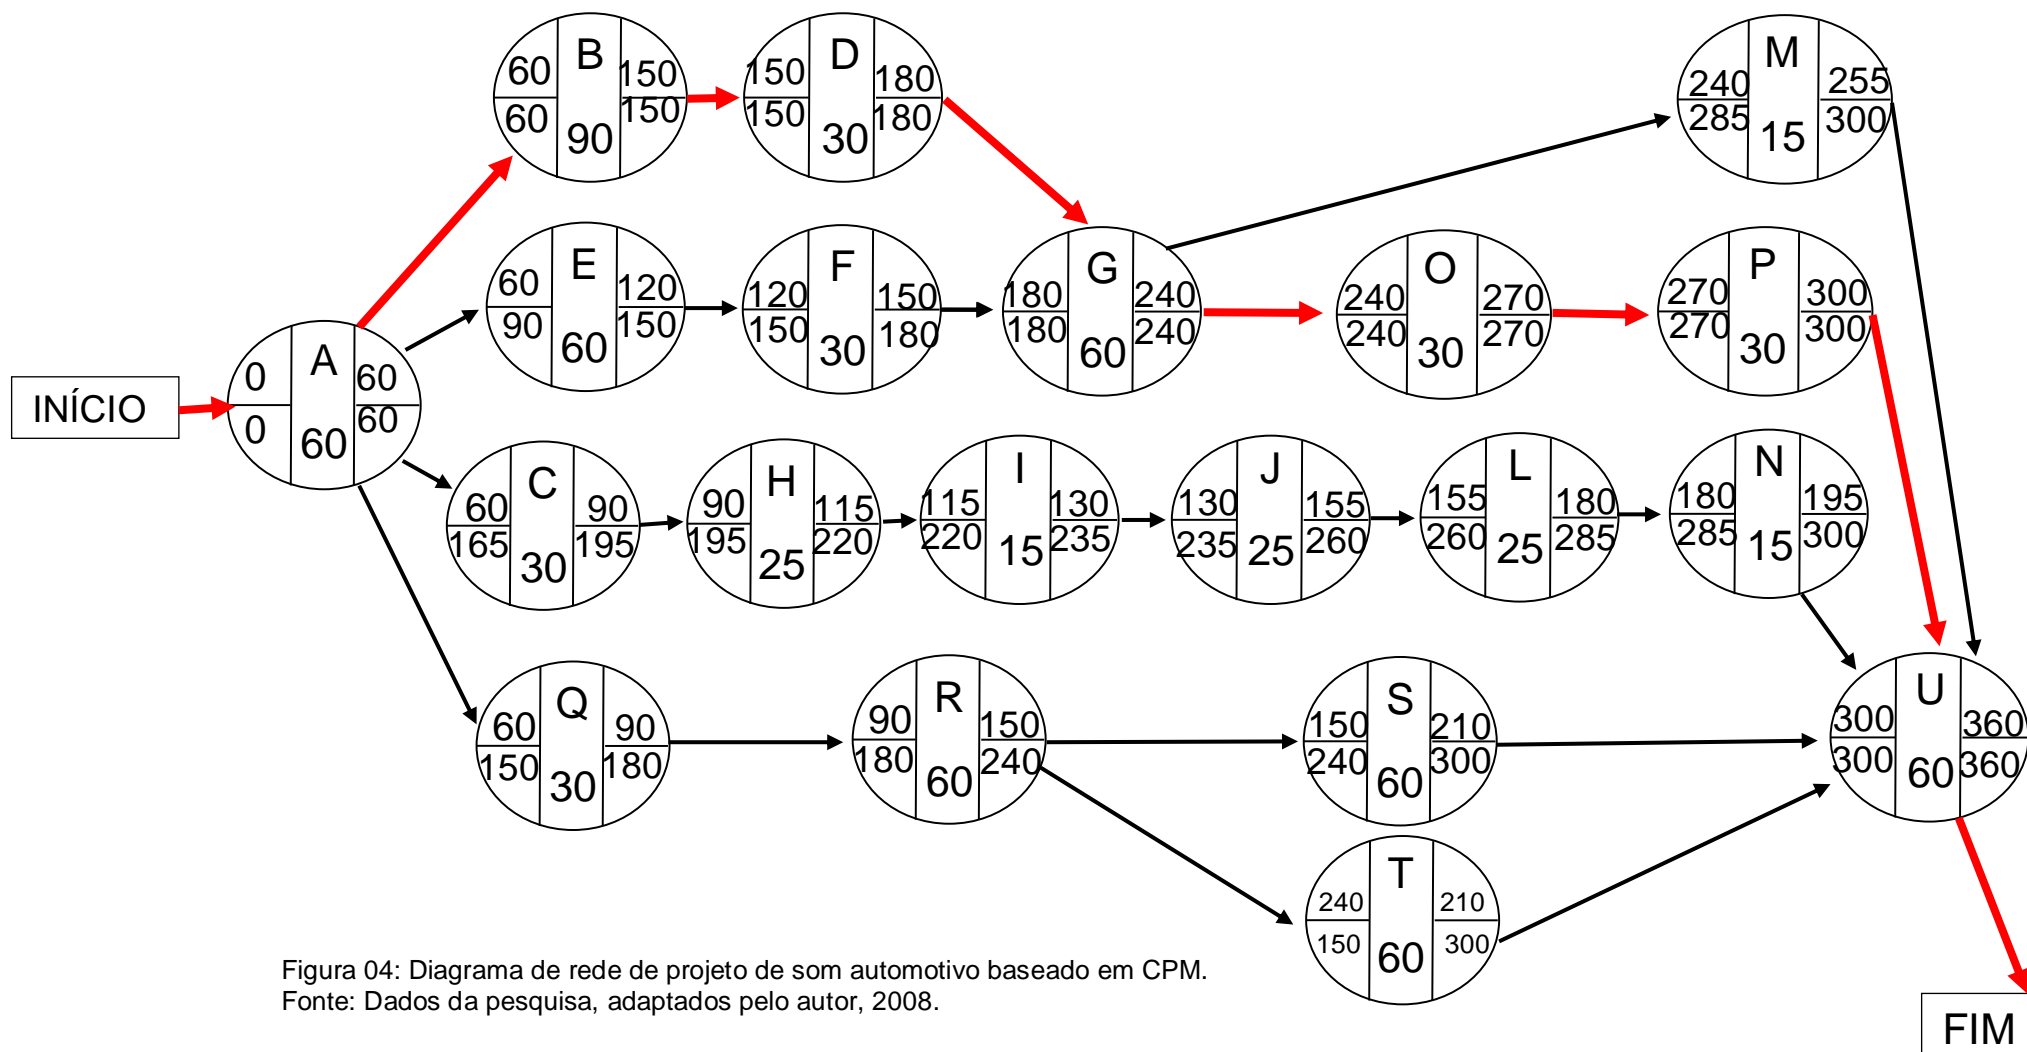 B
60 150
60 150
90
D
150 180
150 180
30
M
240 255
285 300
15
E
60 120
90 150
60
F
120 150
150 180
30
G
180 240
180 240
60
O
240 270
240 270
30
P
270 300
270 300
30
INÍCIO
A
0 60
0 60
60
C
60 90
165 195
30
H
90 115
195 220
25
I
115 130
220 235
15
J
130 155
235 260
25
L
155 180
260 285
25
N
180 195
285 300
15
Q
60 90
150 180
30
R
90 150
180 240
60
S
150 210
240 300
60
U
300 360
300 360
60
T
240 210
150 300
60
Figura 04: Diagrama de rede de projeto de som automotivo baseado em CPM.
Fonte: Dados da pesquisa, adaptados pelo autor, 2008.
FIM